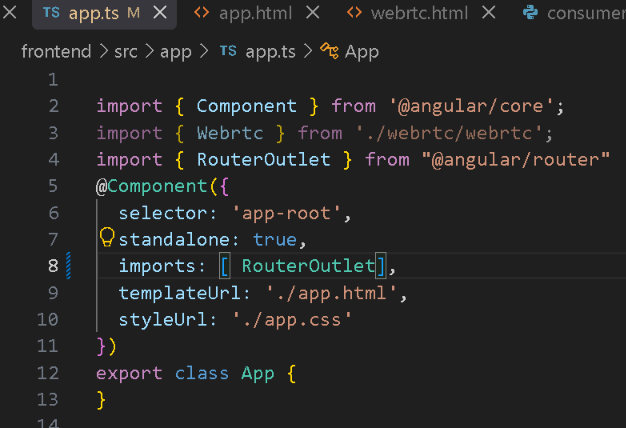 app.ts M
app.html
webrtc.html
consumer
frontend > src > app > TS app.ts > App
1
2 import { Component } from '@angular/core';
3 import { Webrtc } from './webrtc/webrtc';
4 import { RouterOutlet } from "@angular/router"
5 @Component({
6 selector: 'app-root',
7 standalone: true,
8 imports: [ RouterOutlet],
9 templateUrl: './app.html',
10 styleUrl: './app.css'
11 })
12 export class App {
13 }
14